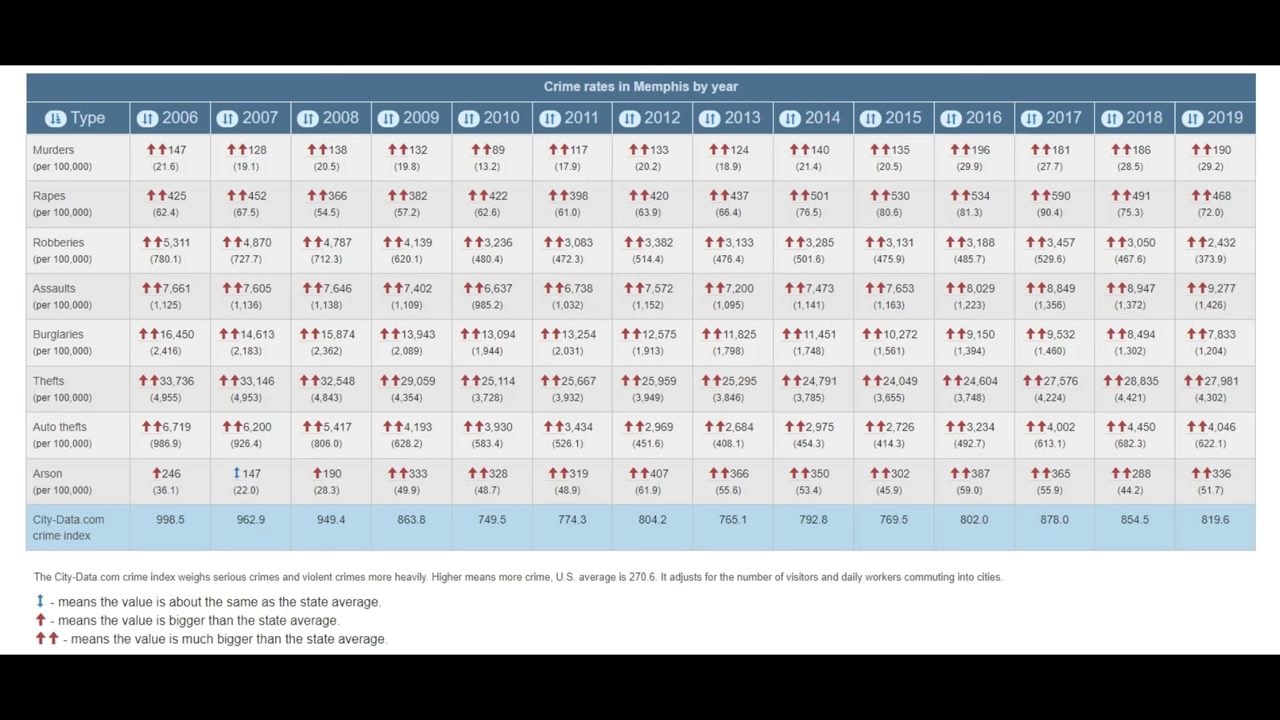 Crime rates in Memphis by year
Type 2006 2007 2008 2009 2010 2011 2012 2013 2014 2015 2016 2017 2018 2019
Murders 147 128 138 132 89 117 133 124 140 135 196 181 186 190
(per 100,000) (21.6) (19.1) (20.5) (19.8) (13.2) (17.9) (20.2) (18.9) (21.4) (20.5) (29.9) (27.7) (28.5) (29.2)
Rapes 425 452 366 382 422 398 420 437 501 530 534 590 491 468
(per 100,000) (62.4) (67.5) (54.5) (57.2) (62.6) (61.0) (63.9) (66.4) (76.5) (80.6) (81.3) (90.4) (75.3) (72.0)
Robberies 5,311 4,870 4,787 4,139 3,236 3,083 3,382 3,133 3,285 3,131 3,188 3,457 3,050 2,432
(per 100,000) (780.1) (727.7) (712.3) (620.1) (480.4) (472.3) (514.4) (476.4) (501.6) (475.9) (485.7) (529.6) (467.6) (373.9)
Assaults 7,661 7,605 7,646 7,402 6,637 6,738 7,572 7,200 7,473 7,653 8,029 8,849 8,947 9,277
(per 100,000) (1,125) (1,136) (1,138) (1,109) (985.2) (1,032) (1,152) (1,095) (1,141) (1,163) (1,223) (1,356) (1,372) (1,426)
Burglaries 16,450 14,613 15,874 13,943 13,094 13,254 12,575 11,825 11,451 10,272 9,150 9,532 8,494 7,833
(per 100,000) (2,416) (2,183) (2,362) (2,089) (1,944) (2,031) (1,913) (1,798) (1,748) (1,561) (1,394) (1,460) (1,302) (1,204)
Thefts 33,736 33,146 32,548 29,059 25,114 25,667 25,959 25,295 24,791 24,049 24,604 27,576 28,835 27,981
(per 100,000) (4,955) (4,953) (4,843) (4,354) (3,728) (3,932) (3,949) (3,846) (3,785) (3,655) (3,748) (4,224) (4,421) (4,302)
Auto thefts 6,719 6,200 5,417 4,193 3,930 3,434 2,969 2,684 2,975 2,726 3,234 4,002 4,450 4,046
(per 100,000) (986.9) (926.4) (806.0) (628.2) (583.4) (526.1) (451.6) (408.1) (454.3) (414.3) (492.7) (613.1) (682.3) (622.1)
Arson 246 147 190 333 328 319 407 366 350 302 387 365 288 336
(per 100,000) (36.1) (22.0) (28.3) (49.9) (48.7) (48.9) (61.9) (55.6) (53.4) (45.9) (59.0) (55.9) (44.2) (51.7)
City-Data.com 998.5 962.9 949.4 863.8 749.5 774.3 804.2 765.1 792.8 769.5 802.0 878.0 854.5 819.6
crime index
The City-Data.com crime index weighs serious crimes and violent crimes more heavily. Higher means more crime, U.S. average is 270.6. It adjusts for the number of visitors and daily workers commuting into cities.
- means the value is about the same as the state average.
- means the value is bigger than the state average.
- means the value is much bigger than the state average.